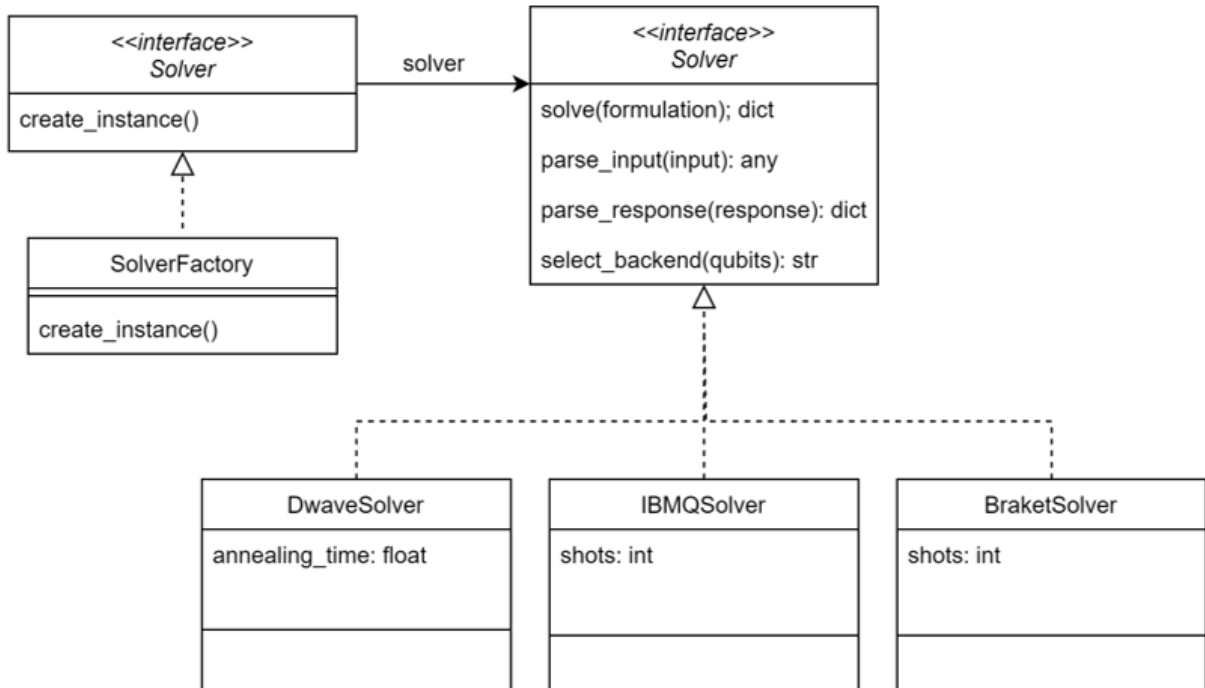 <<interface>>
Solver
create_instance()
solver
<<interface>>
Solver
solve(formulation); dict
parse_input(input): any
parse_response(response): dict
select_backend(qubits): str
SolverFactory
create_instance()
DwaveSolver
annealing_time: float
IBMQSolver
shots: int
BraketSolver
shots: int